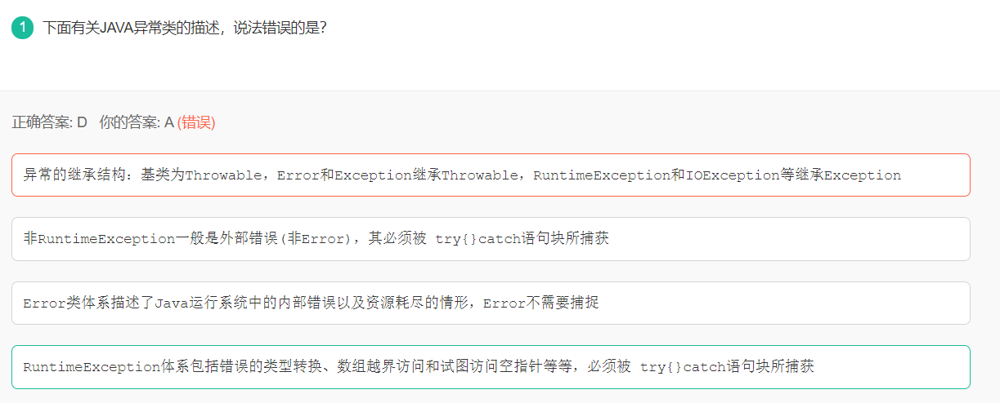 1 下面有关JAVA异常类的描述，说法错误的是？
正确答案: D 你的答案: A (错误)
异常的继承结构：基类为Throwable，Error和Exception继承Throwable，RuntimeException和IOException等继承Exception
非RuntimeException一般是外部错误(非Error)，其必须被 try{}catch语句块所捕获
Error类体系描述了Java运行系统中的内部错误以及资源耗尽的情形，Error不需要捕捉
RuntimeException体系包括错误的类型转换、数组越界访问和试图访问空指针等等，必须被 try{}catch语句块所捕获